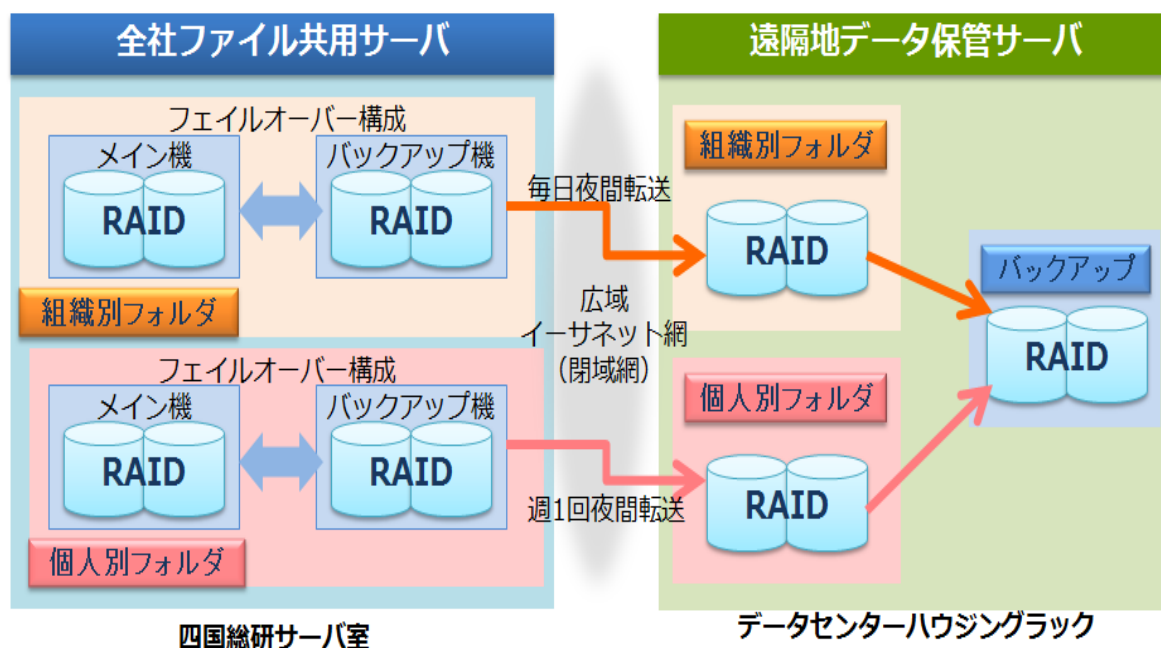 全社ファイル共用サーバ
フェイルオーバー構成
メイン機
RAID
バックアップ機
RAID
組織別フォルダ
フェイルオーバー構成
メイン機
RAID
バックアップ機
RAID
個人別フォルダ
四国総研サーバ室
毎日夜間転送
広域
イーサネット網
(閉域網)
週1回夜間転送
遠隔地データ保管サーバ
組織別フォルダ
RAID
個人別フォルダ
RAID
バックアップ
RAID
データセンターハウジングラック